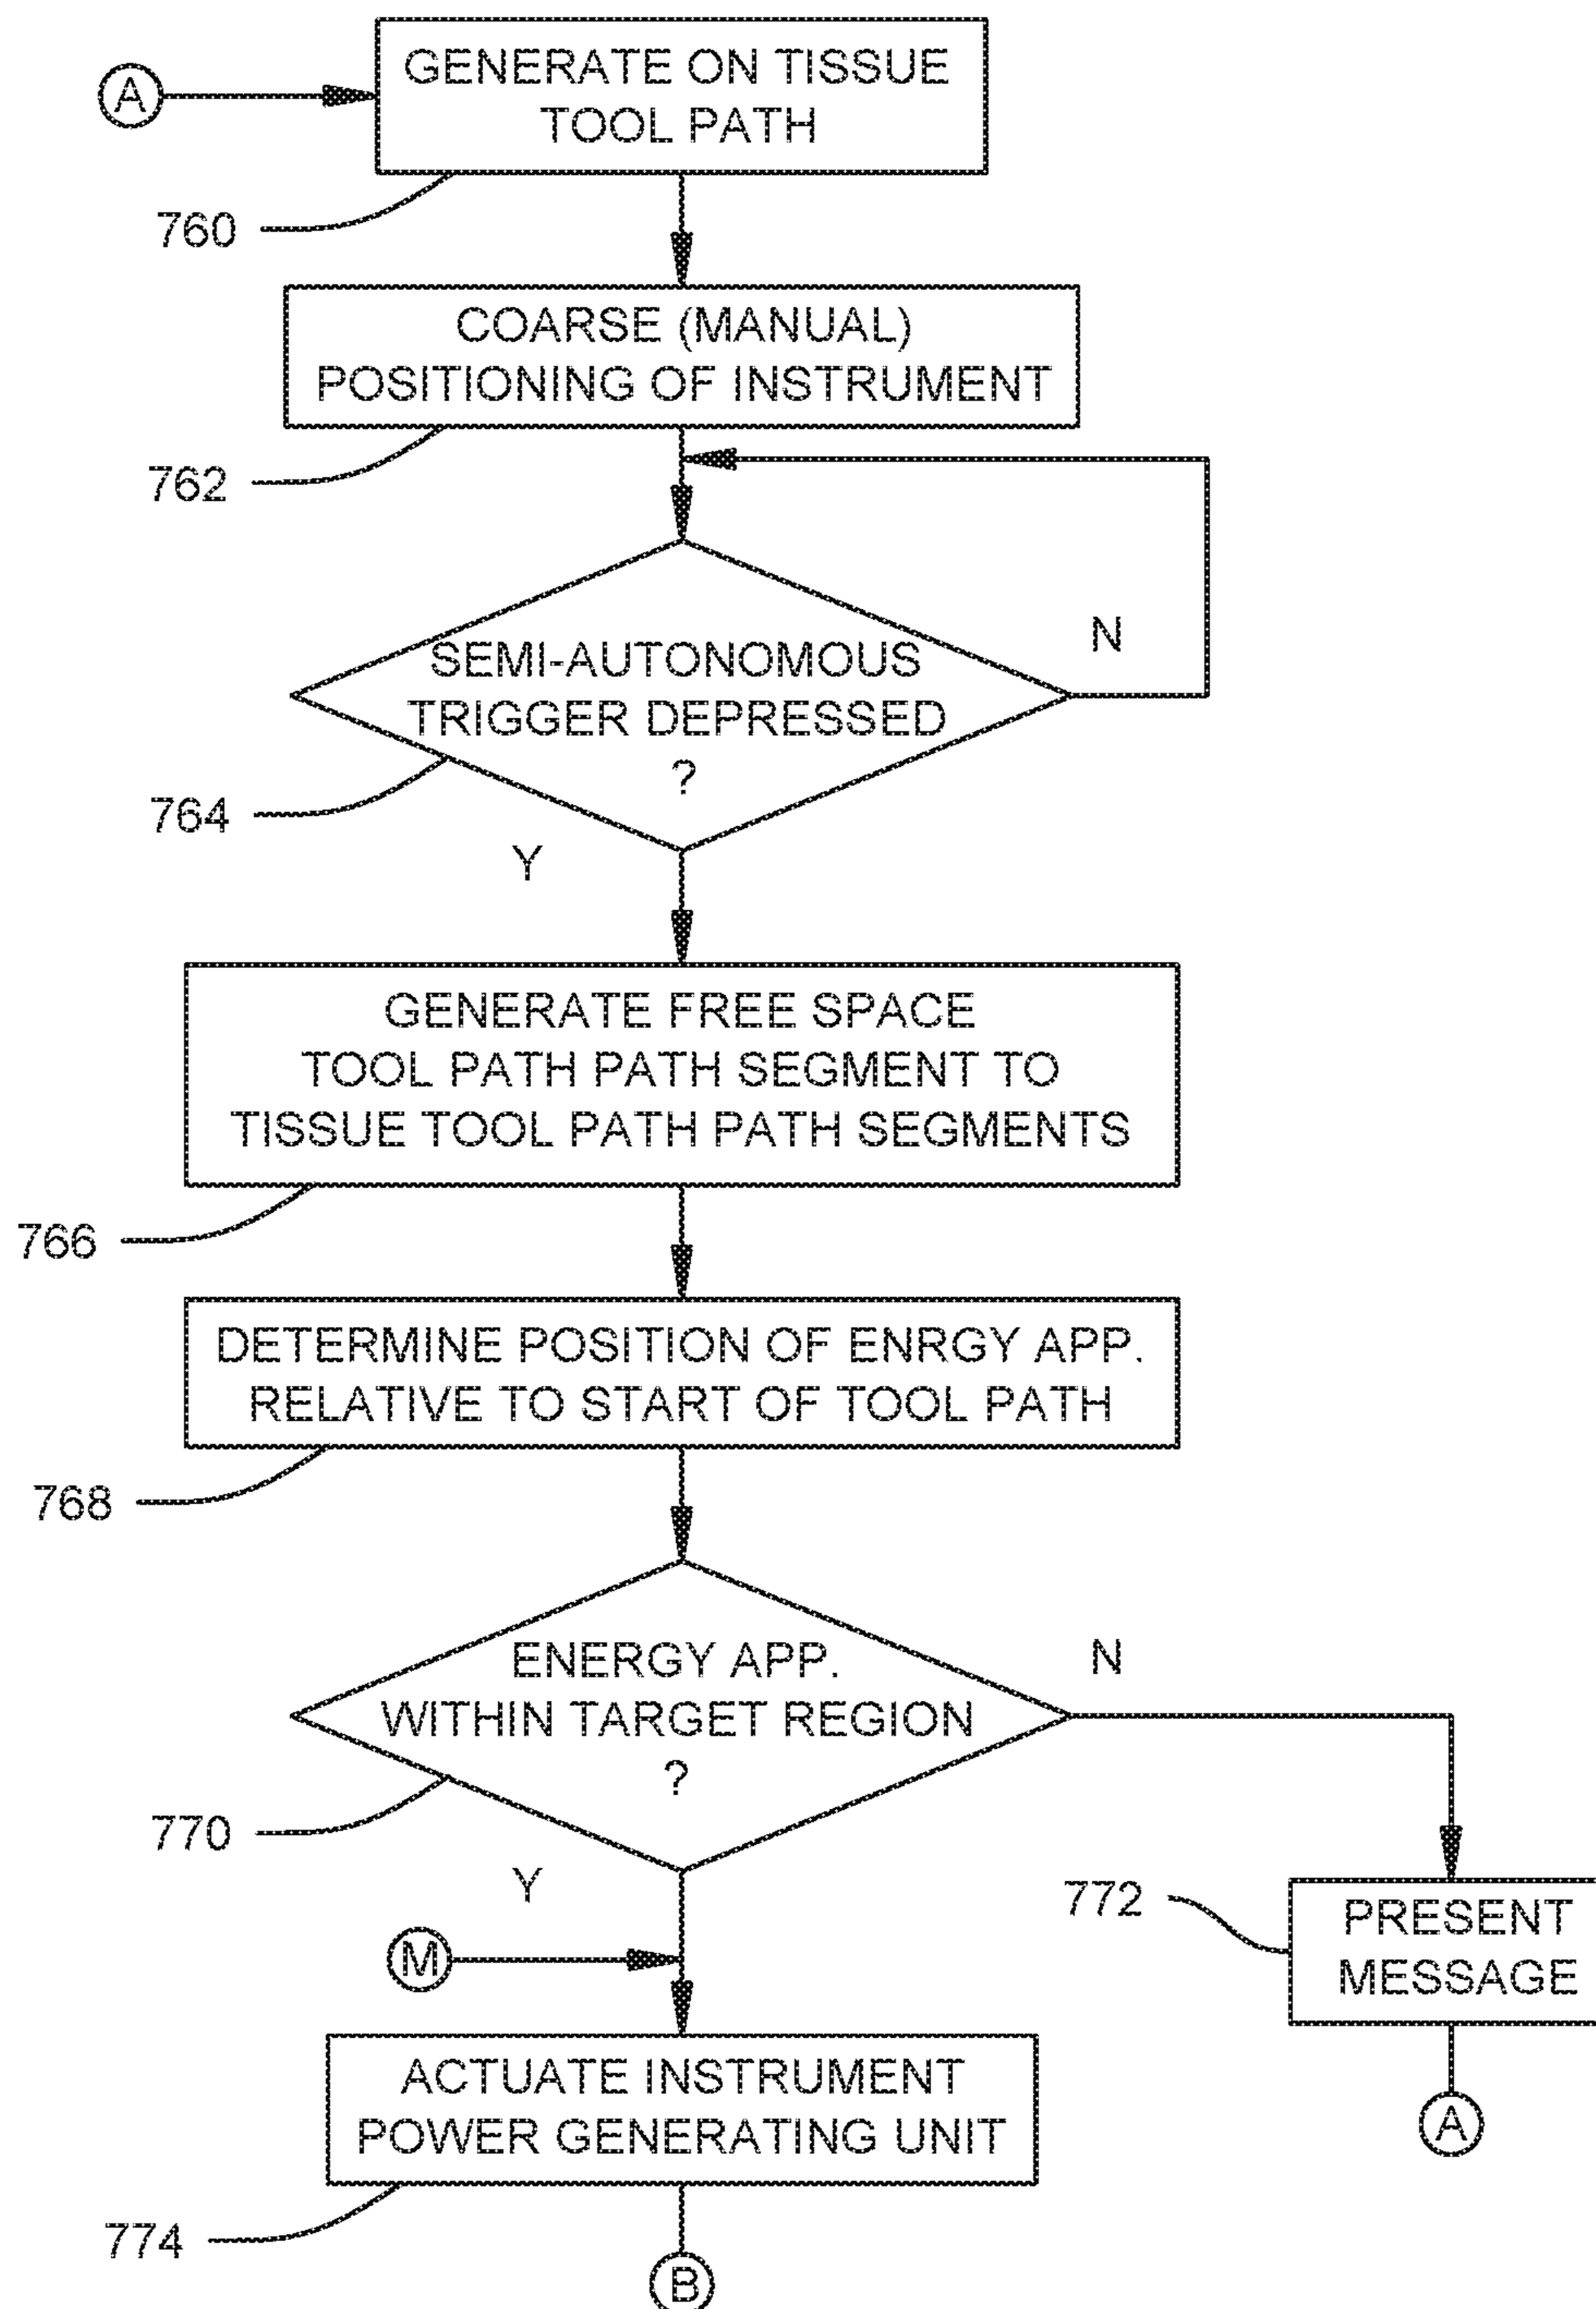 GENERATE ON TISSUE
TOOL PATH
A
760
COARSE (MANUAL)
POSITIONING OF INSTRUMENT
762
SEMI-AUTONOMOUS
TRIGGER DEPRESSED
?
N
764
Y
GENERATE FREE SPACE
TOOL PATH PATH SEGMENT TO
TISSUE TOOL PATH PATH SEGMENTS
766
DETERMINE POSITION OF ENRGY APP.
RELATIVE TO START OF TOOL PATH
768
ENERGY APP.
WITHIN TARGET REGION
?
N
770
Y
772
PRESENT
MESSAGE
M
A
ACTUATE INSTRUMENT
POWER GENERATING UNIT
774
B